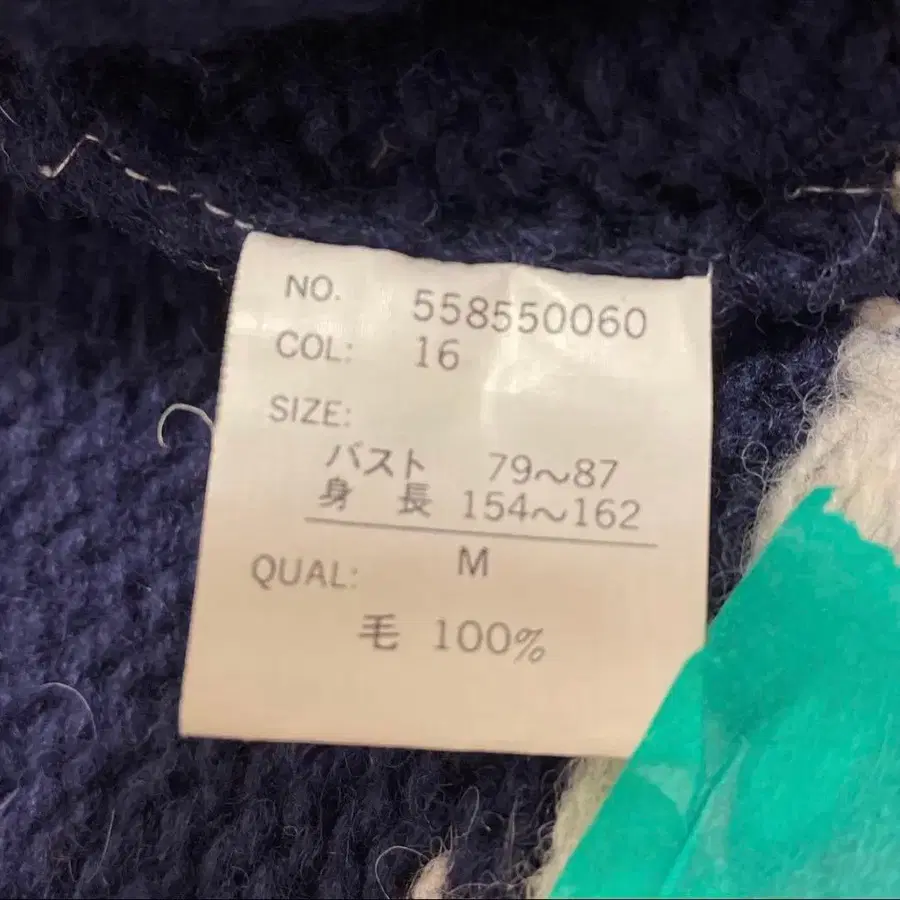 NO. 558550060
COL: 16
SIZE:
バスト 79〜87
身 長 154〜162
M
QUAL:
毛 100%